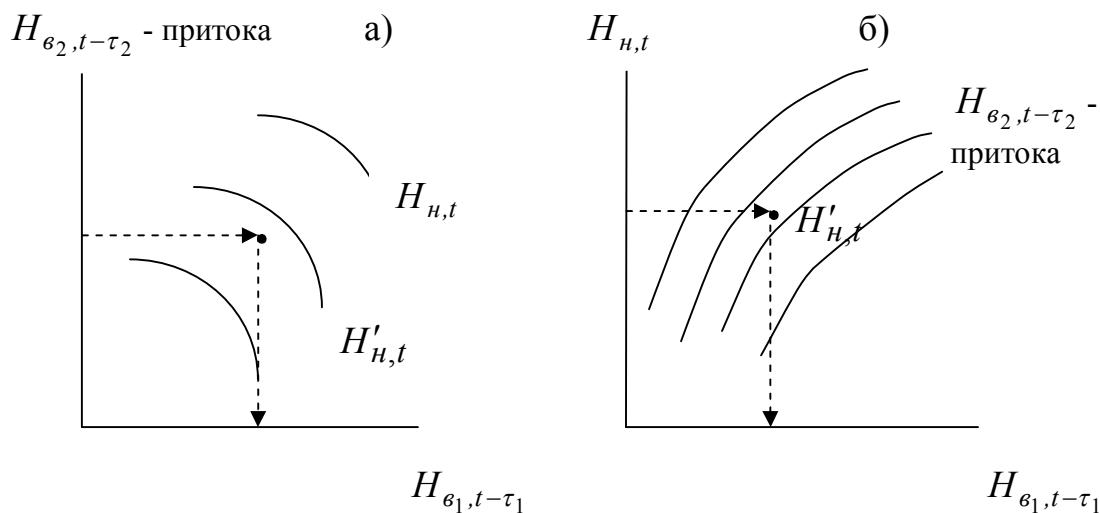 H_{в₂,t−τ₂} - притока
а)
H_{н,t}
H′_{н,t}
H_{в₁,t−τ₁}
H_{н,t}
б)
H_{в₂,t−τ₂} -
притока
H′_{н,t}
H_{в₁,t−τ₁}